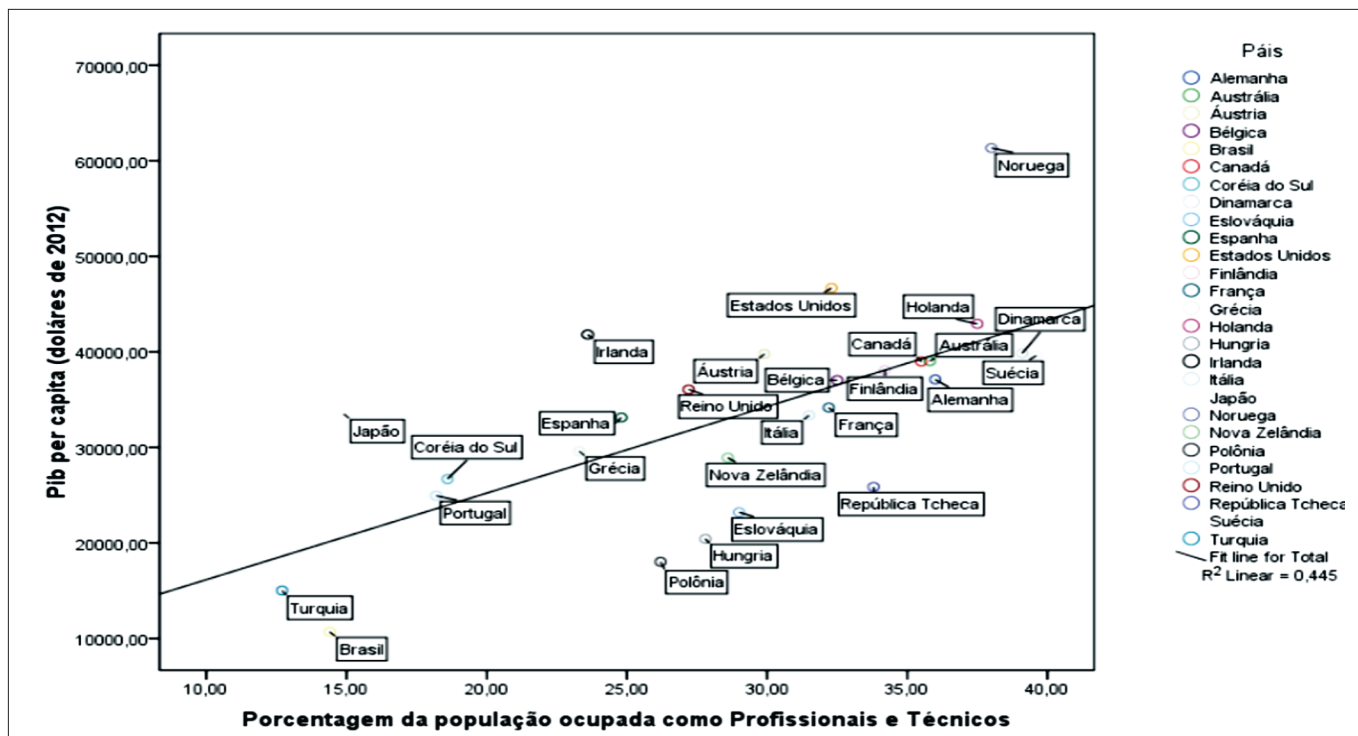 Pib per capita (doláres de 2012)
70000,00
60000,00
50000,00
40000,00
30000,00
20000,00
10000,00
Noruega
Estados Unidos
Holanda
Dinamarca
Irlanda
Canadá
Austrália
Áustria
Bélgica
Finlândia
Suécia
Alemanha
Reino Unido
Japão
Espanha
Itália
França
Coréia do Sul
Grécia
Nova Zelândia
Portugal
República Tcheca
Eslováquia
Hungria
Polônia
Turquia
Brasil
10,00
15,00
20,00
25,00
30,00
35,00
40,00
Porcentagem da população ocupada como Profissionais e Técnicos
Páis
Alemanha
Austrália
Áustria
Bélgica
Brasil
Canadá
Coréia do Sul
Dinamarca
Eslováquia
Espanha
Estados Unidos
Finlândia
França
Grécia
Holanda
Hungria
Irlanda
Itália
Japão
Noruega
Nova Zelândia
Polônia
Portugal
Reino Unido
República Tcheca
Suécia
Turquia
Fit line for Total
R² Linear = 0,445